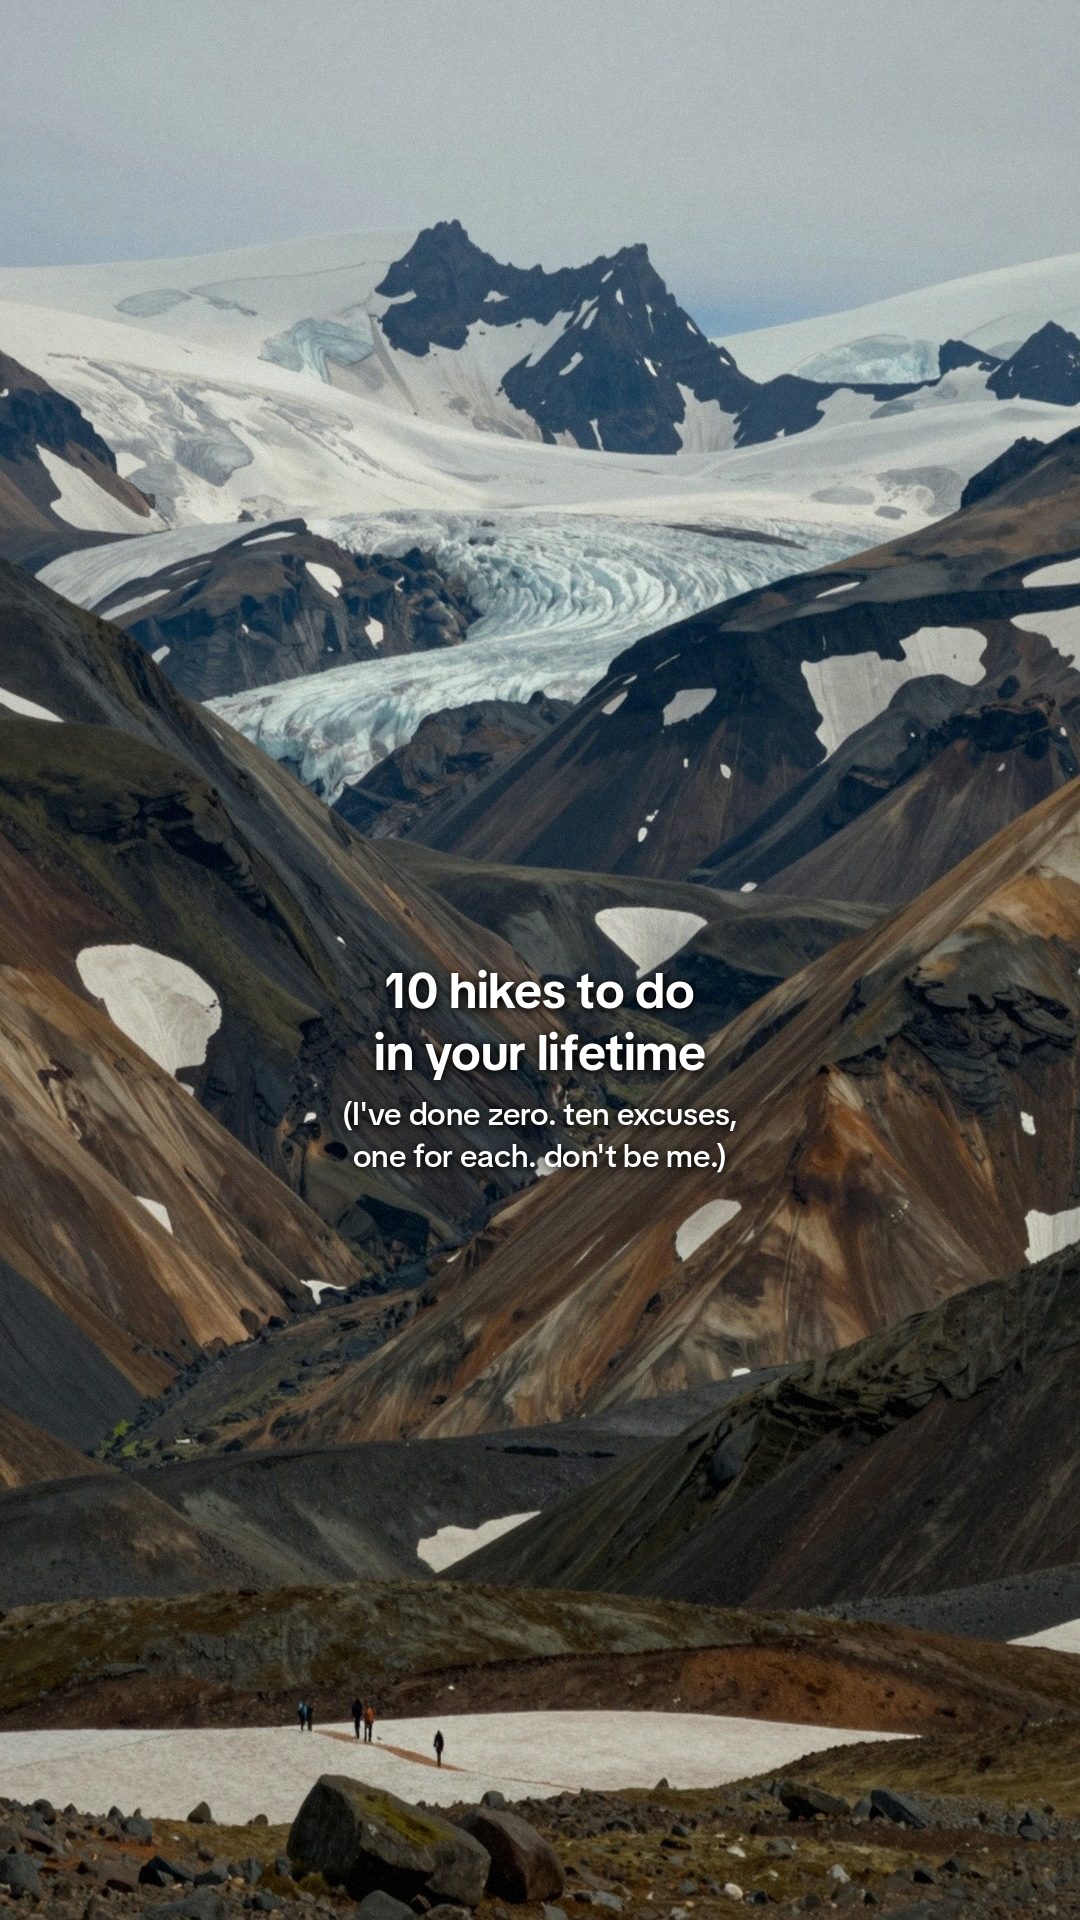 10 hikes to do
in your lifetime
(I've done zero. ten excuses,
one for each. don't be me.)